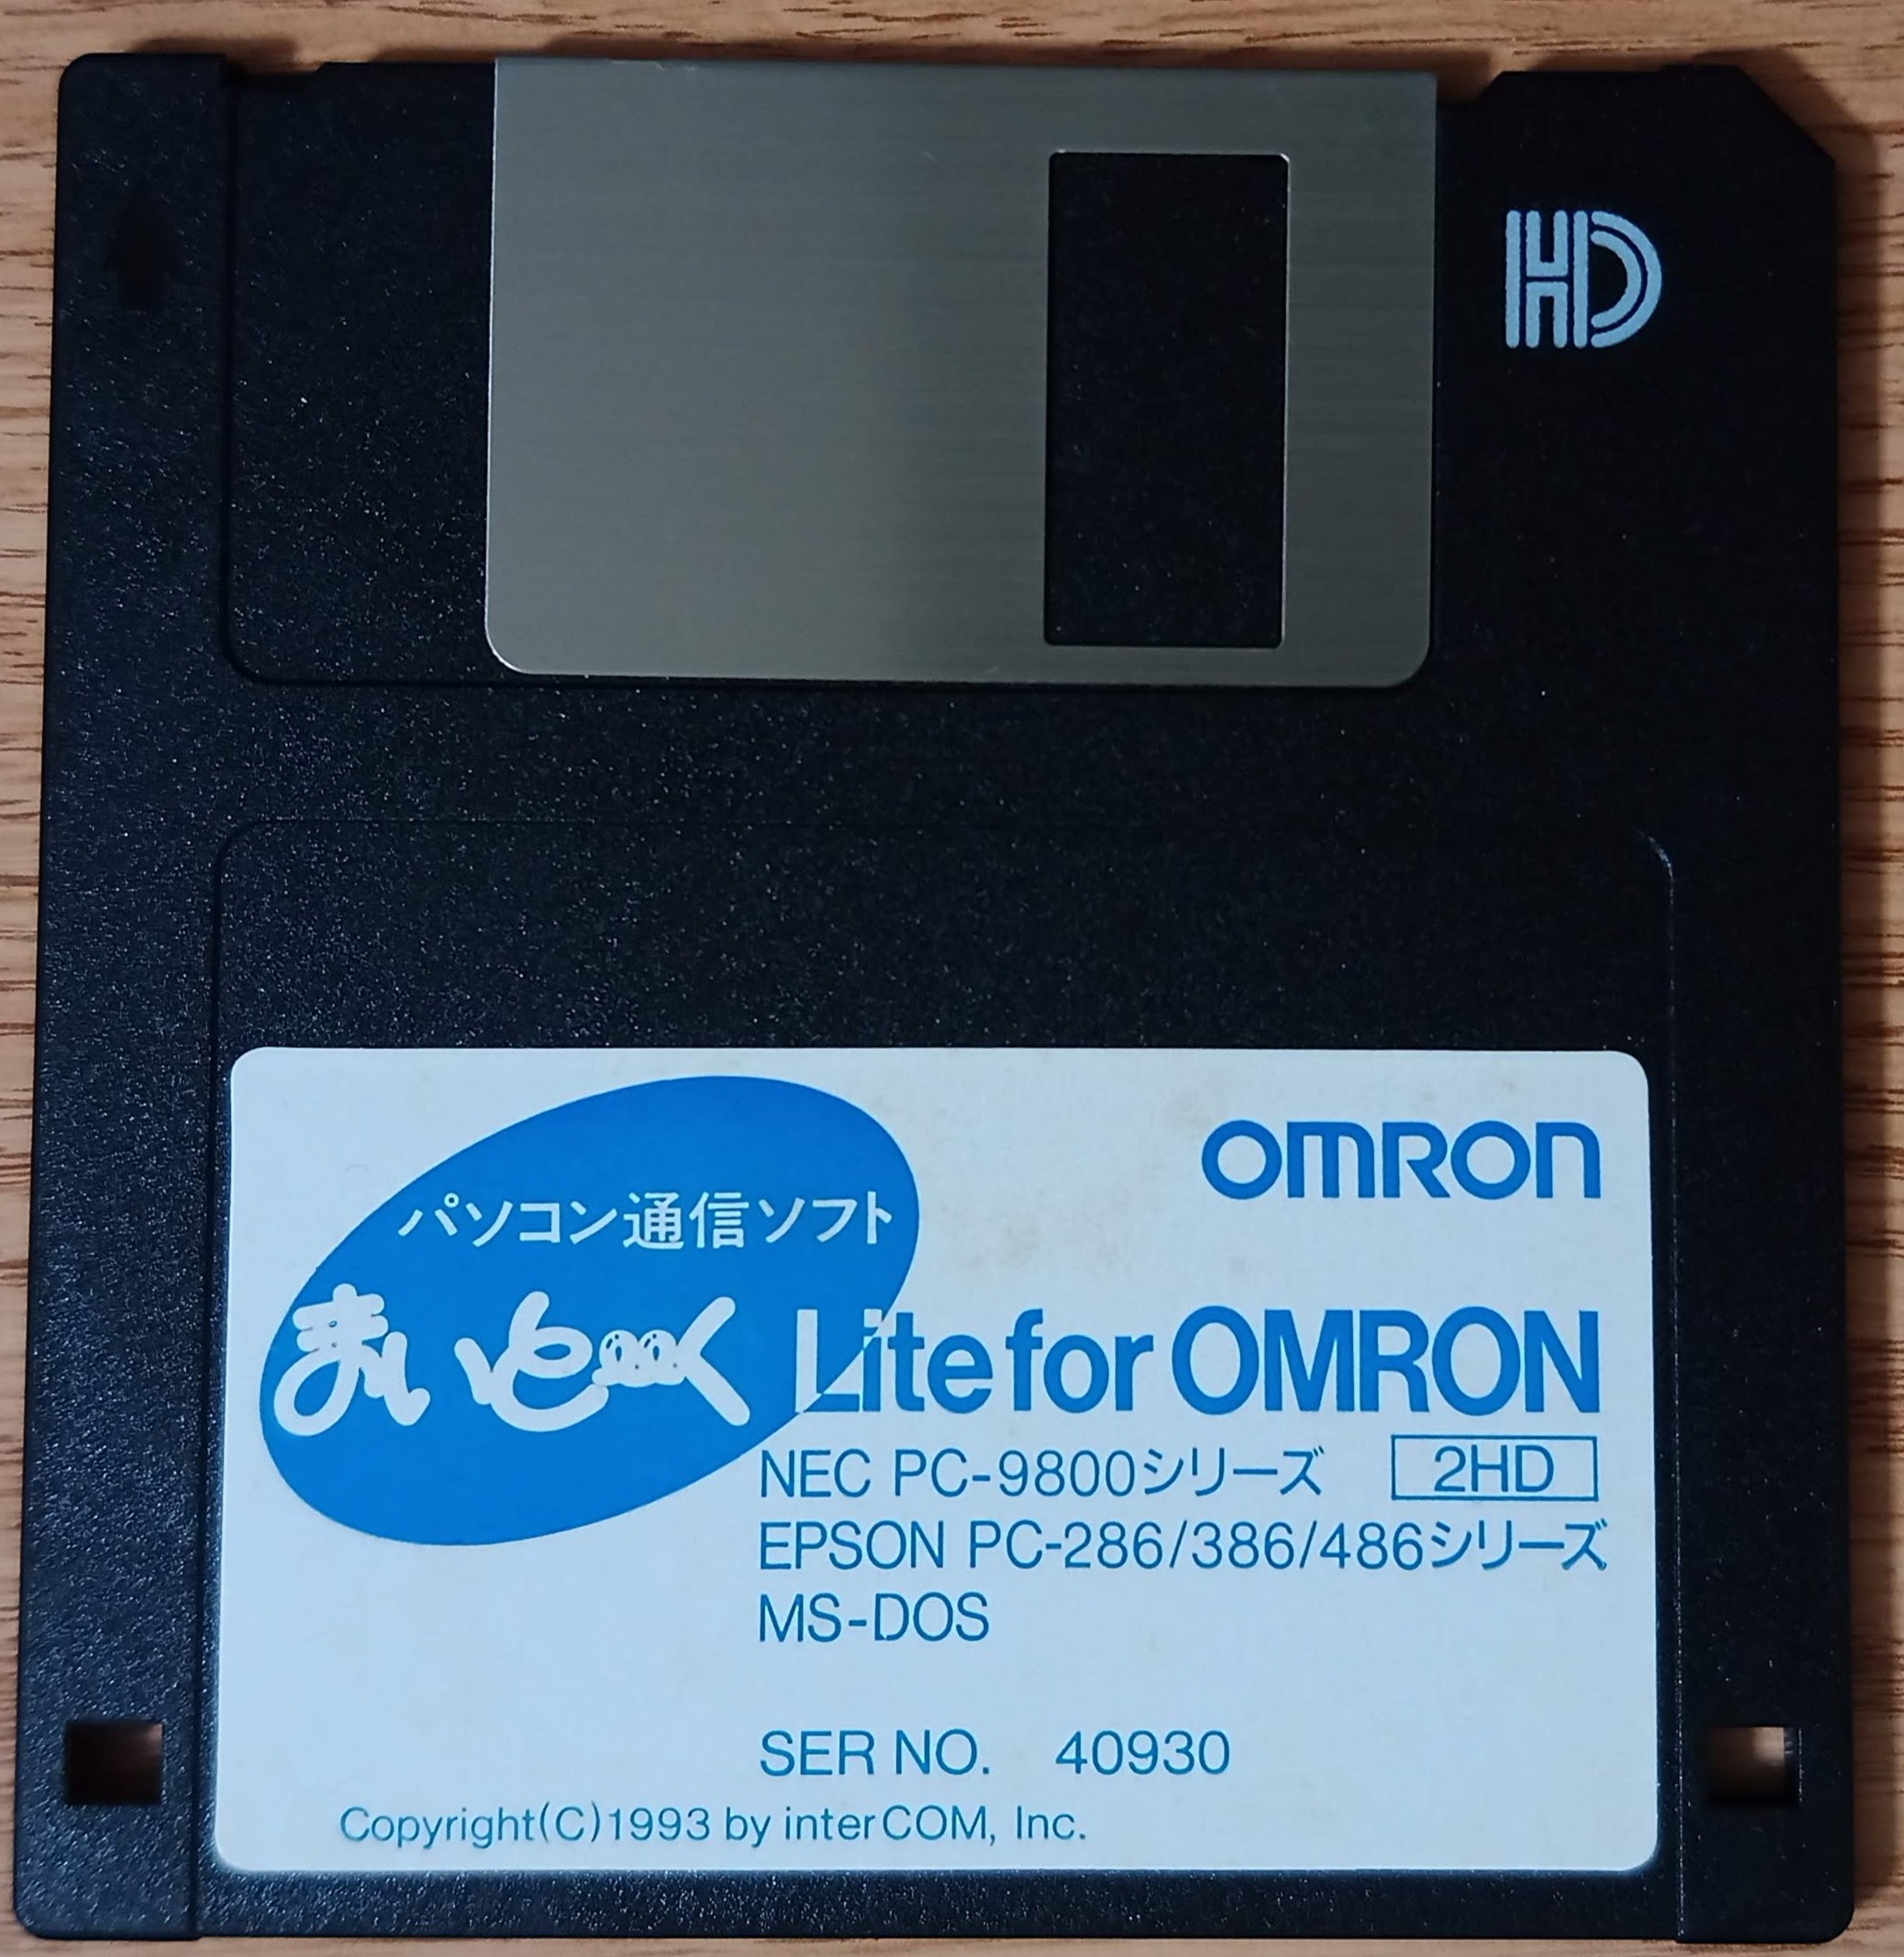 HD
OMRON
パソコン通信ソフト
まいと〜く Lite for OMRON
NEC PC-9800シリーズ 2HD
EPSON PC-286/386/486シリーズ
MS-DOS
SER NO. 40930
Copyright(C)1993 by interCOM, Inc.